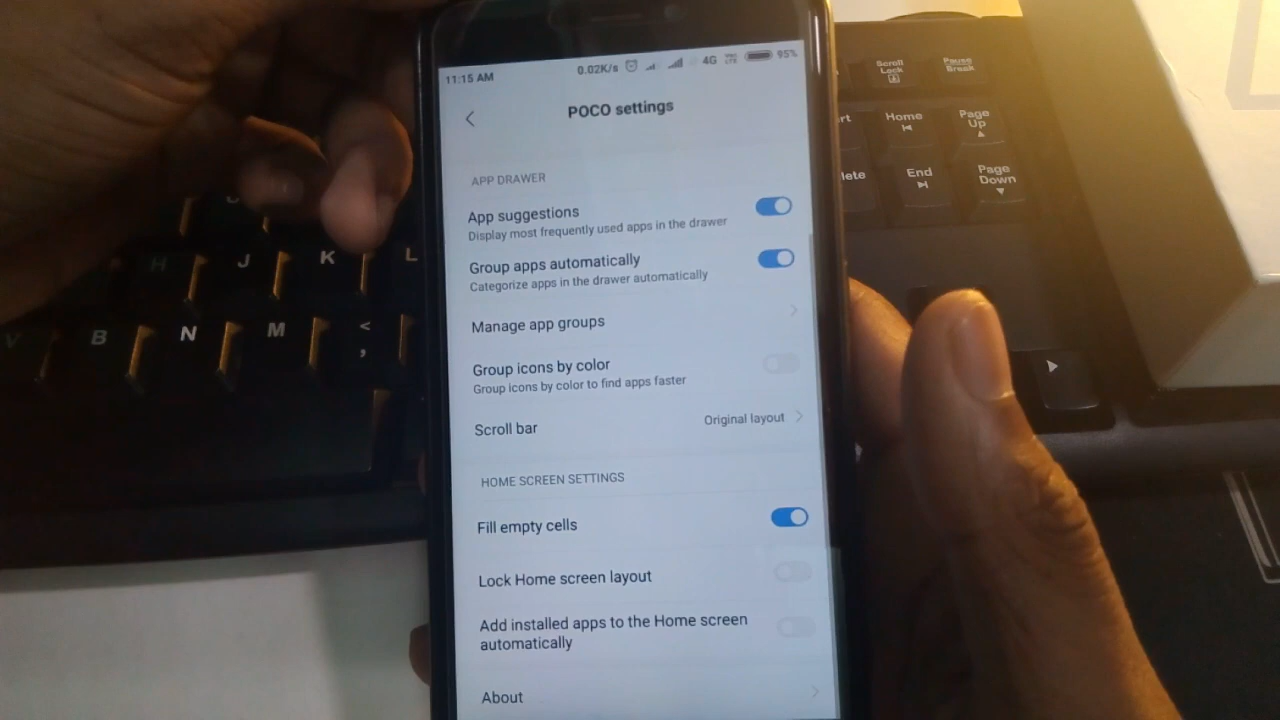 11:15 AM 0.02K/s 4G VoLTE 95%
POCO settings
APP DRAWER
App suggestions
Display most frequently used apps in the drawer
Group apps automatically
Categorize apps in the drawer automatically
Manage app groups
Group icons by color
Group icons by color to find apps faster
Scroll bar Original layout
HOME SCREEN SETTINGS
Fill empty cells
Lock Home screen layout
Add installed apps to the Home screen
automatically
About
Scroll
Lock
Pause
Break
Home
Page
Up
lete
End
Page
Down
H
J
K
L
V
B
N
M
<
,